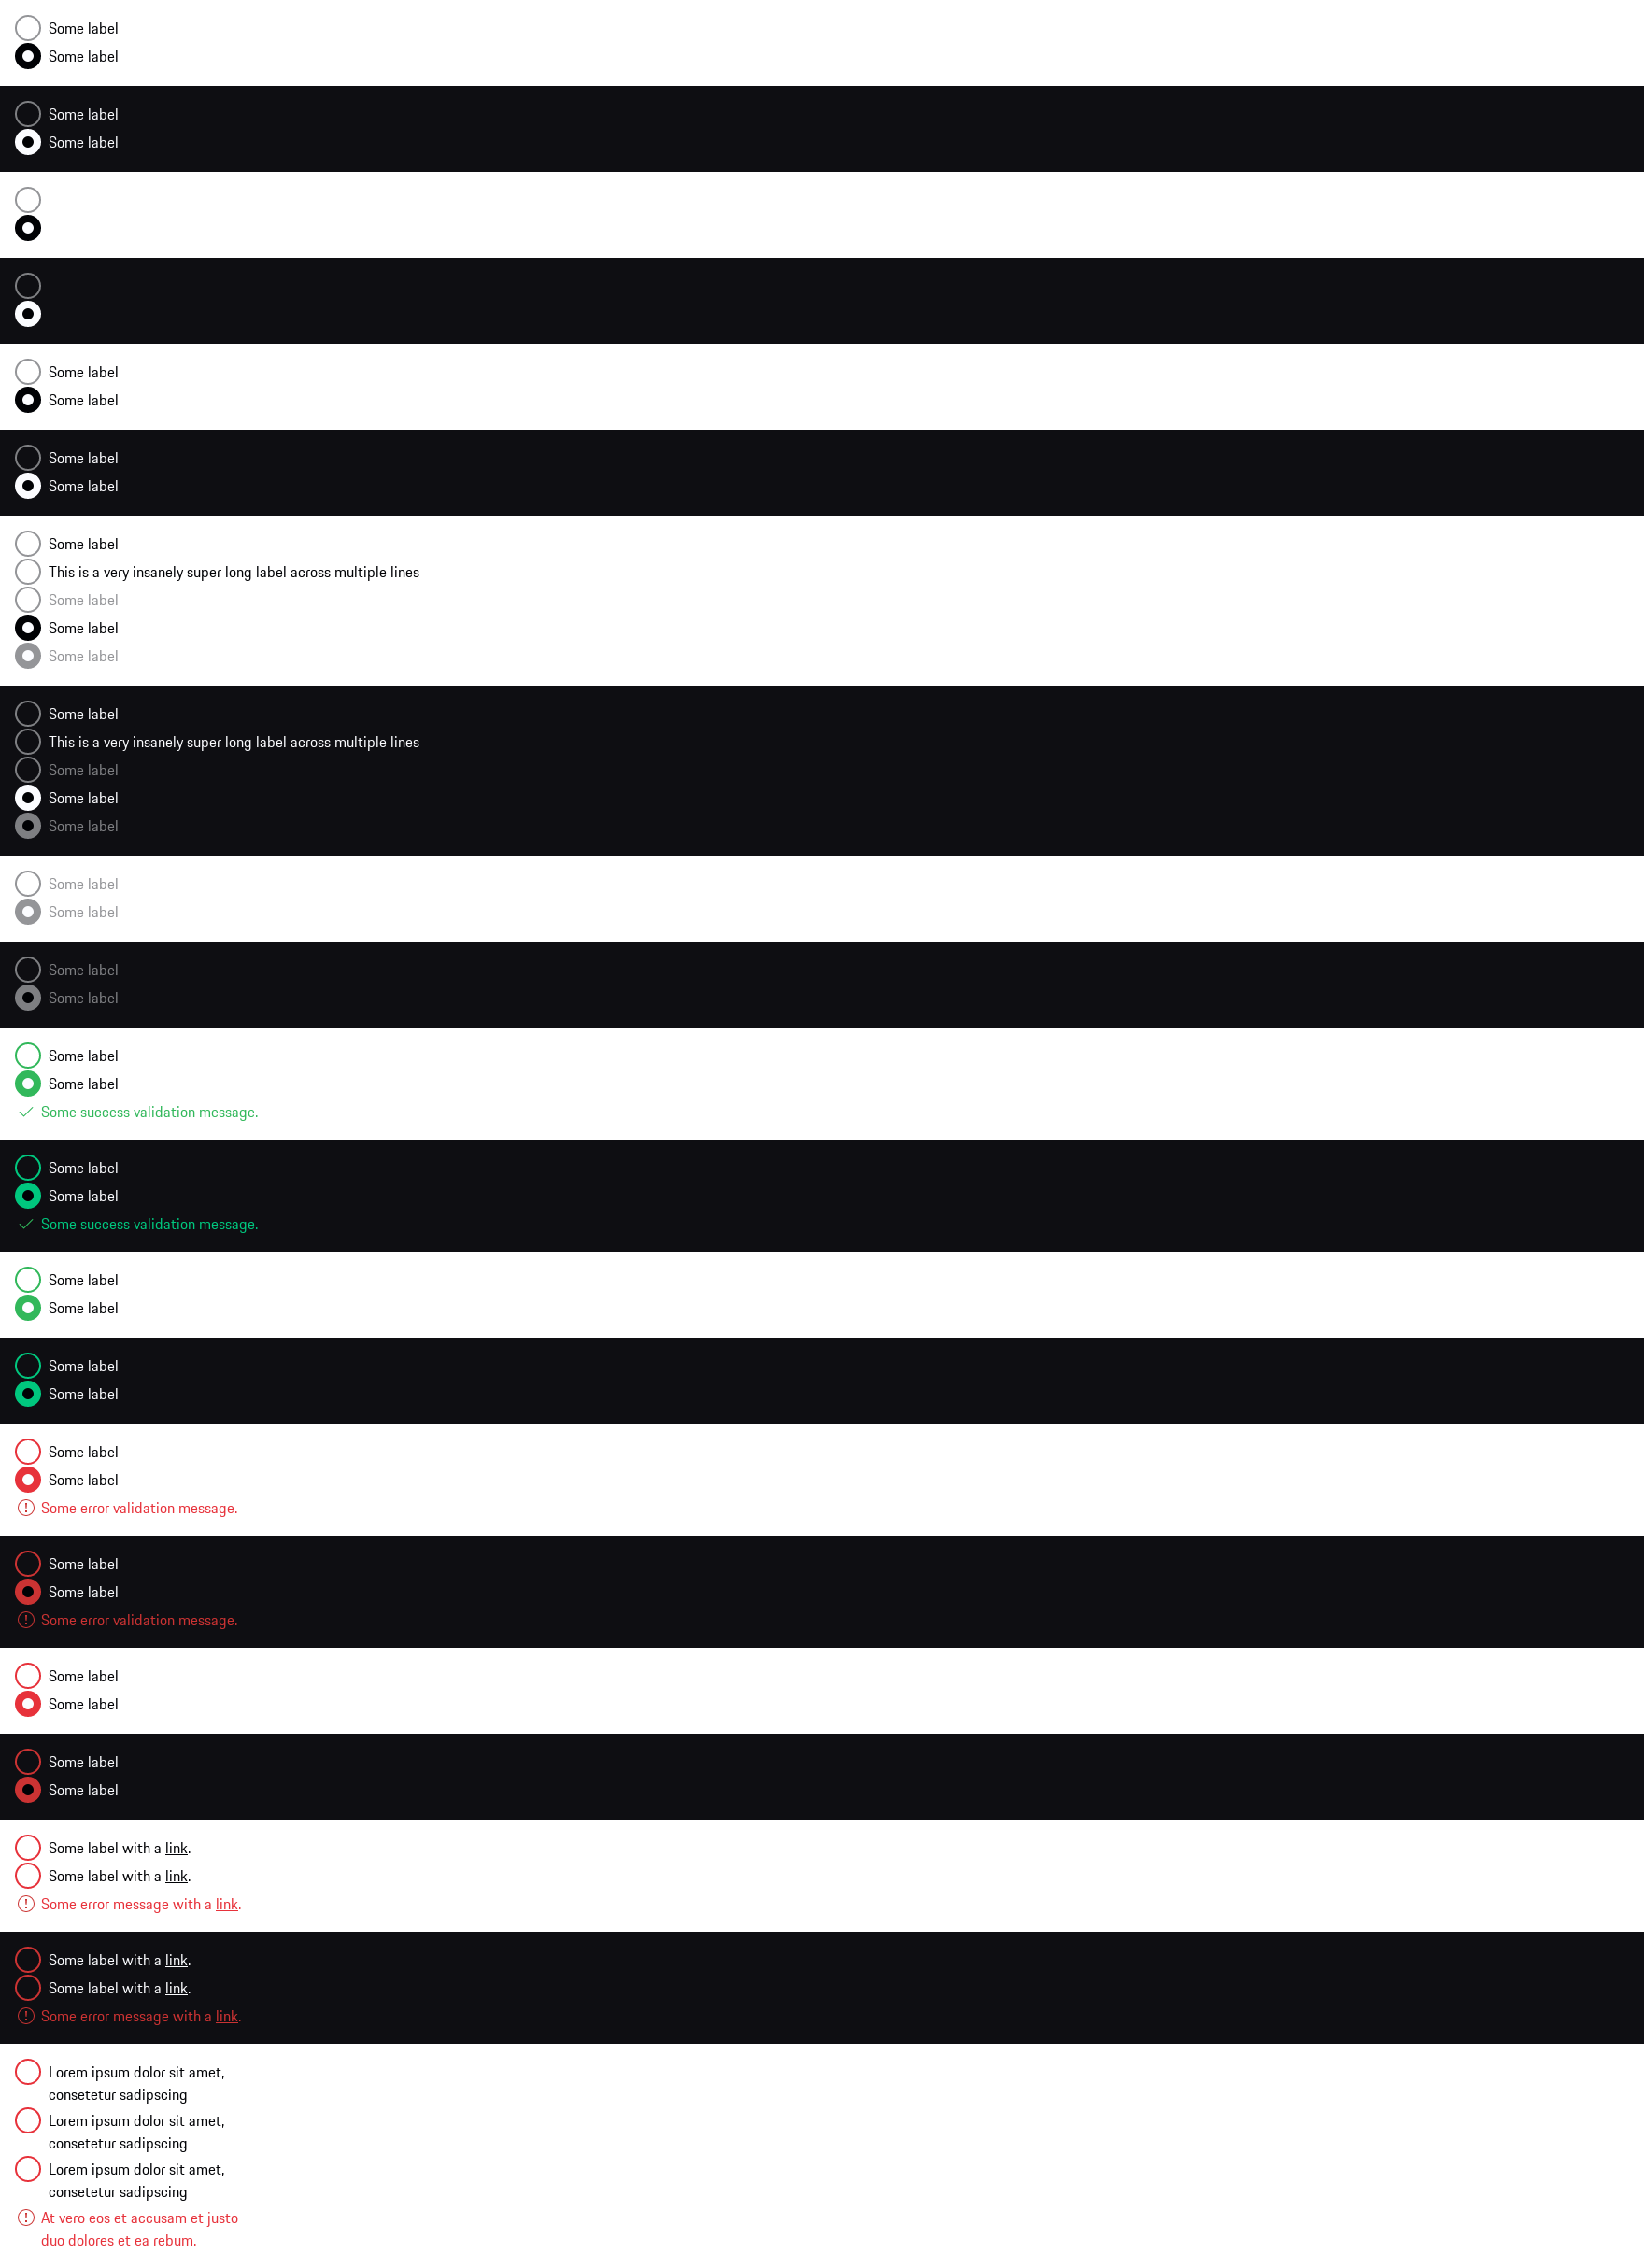 Some label
Some label
Some label
Some label
Some label
Some label
Some label
Some label
Some label
This is a very insanely super long label across multiple lines
Some label
Some label
Some label
Some label
This is a very insanely super long label across multiple lines
Some label
Some label
Some label
Some label
Some label
Some label
Some label
Some label
Some label
Some success validation message.
Some label
Some label
Some success validation message.
Some label
Some label
Some label
Some label
Some label
Some label
Some error validation message.
Some label
Some label
Some error validation message.
Some label
Some label
Some label
Some label
Some label with a link.
Some label with a link.
Some error message with a link.
Some label with a link.
Some label with a link.
Some error message with a link.
Lorem ipsum dolor sit amet,
consetetur sadipscing
Lorem ipsum dolor sit amet,
consetetur sadipscing
Lorem ipsum dolor sit amet,
consetetur sadipscing
At vero eos et accusam et justo
duo dolores et ea rebum.